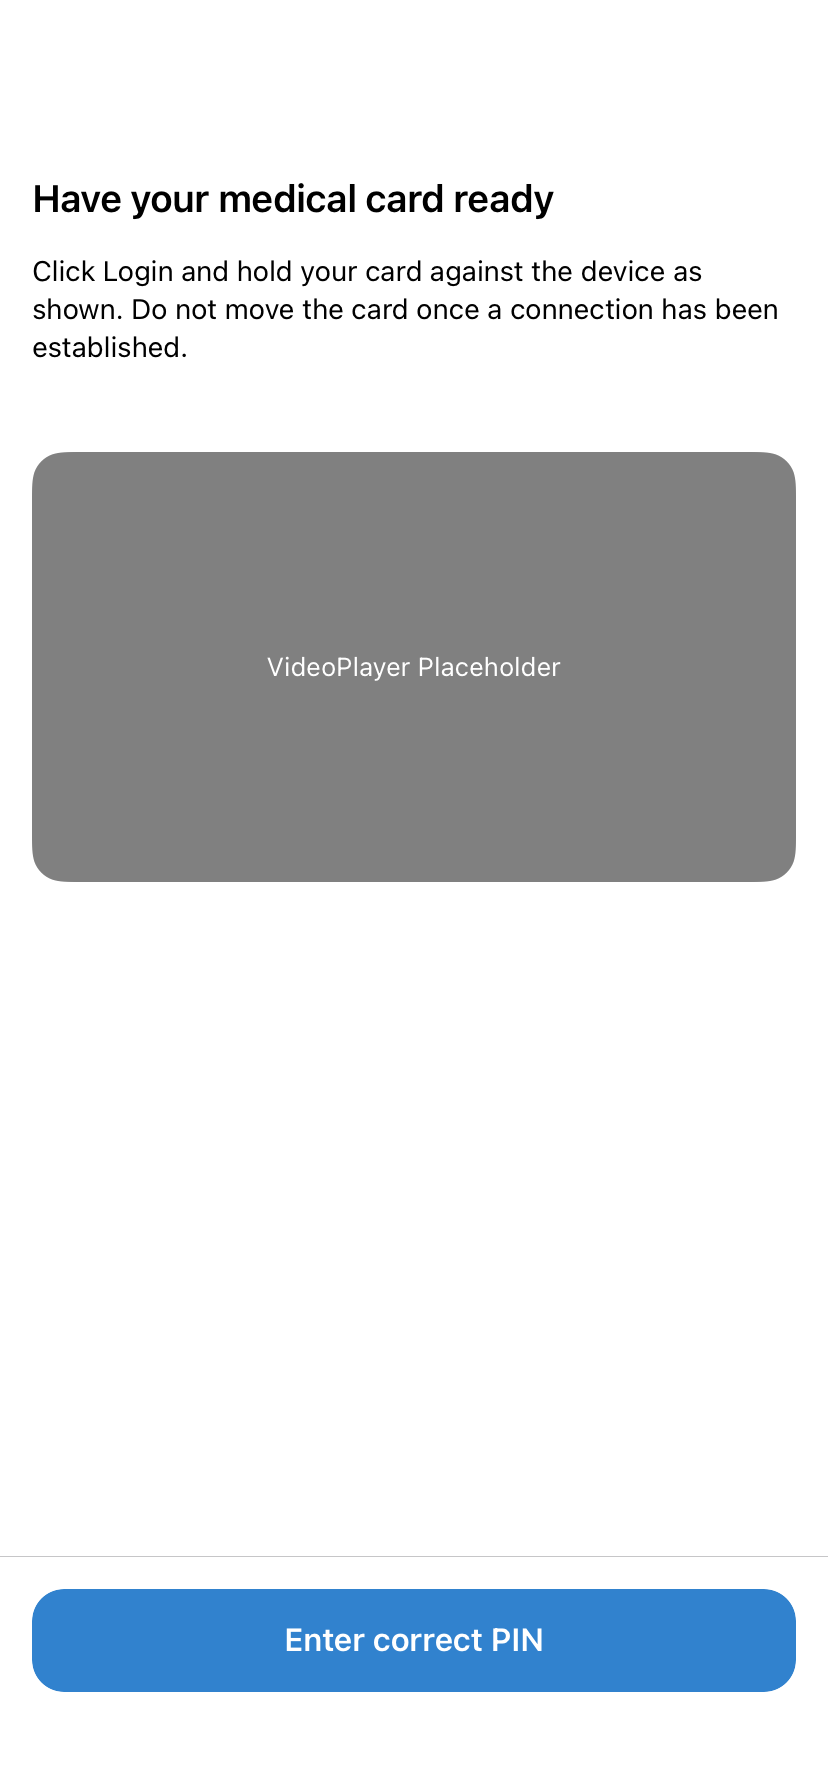 Have your medical card ready
Click Login and hold your card against the device as
shown. Do not move the card once a connection has been
established.
VideoPlayer Placeholder
Enter correct PIN